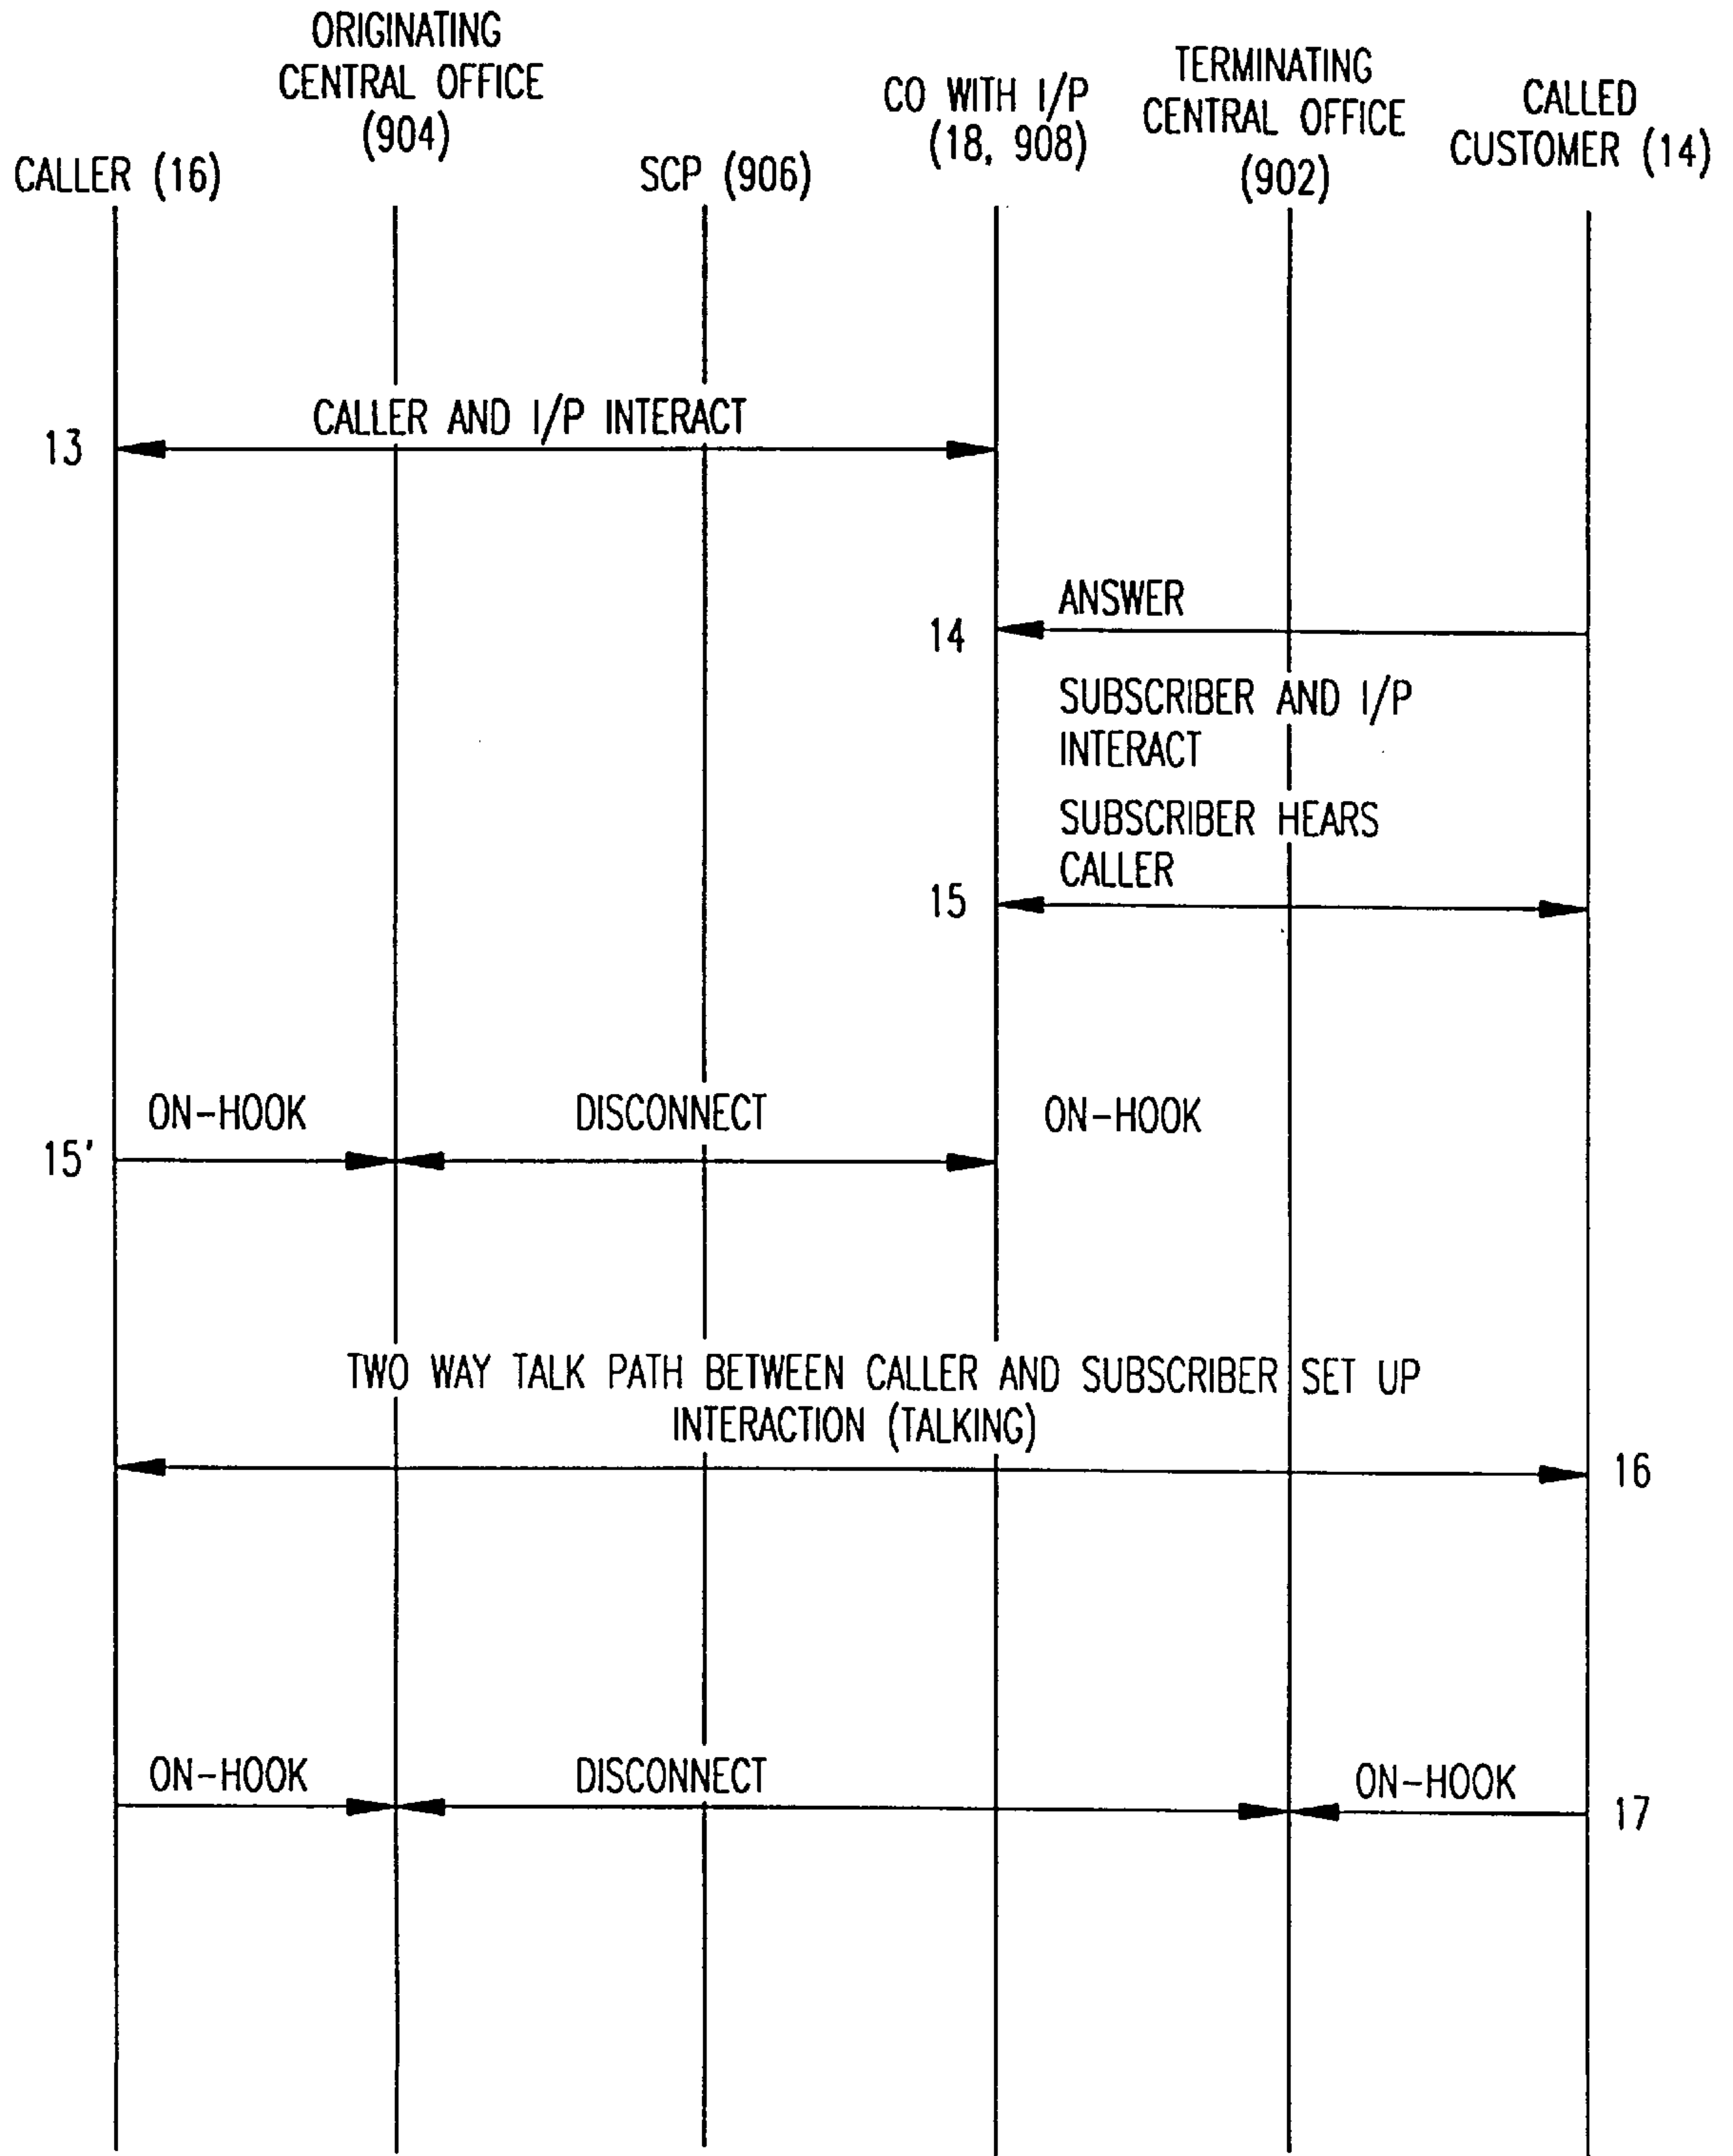 ORIGINATING
CENTRAL OFFICE
(904)
CALLER (16)
SCP (906)
CO WITH I/P
(18, 908)
TERMINATING
CENTRAL OFFICE
(902)
CALLED
CUSTOMER (14)
CALLER AND I/P INTERACT
13
ANSWER
14
SUBSCRIBER AND I/P
INTERACT
SUBSCRIBER HEARS
CALLER
15
ON-HOOK
DISCONNECT
ON-HOOK
15'
TWO WAY TALK PATH BETWEEN CALLER AND SUBSCRIBER SET UP
INTERACTION (TALKING)
16
ON-HOOK
DISCONNECT
ON-HOOK
17